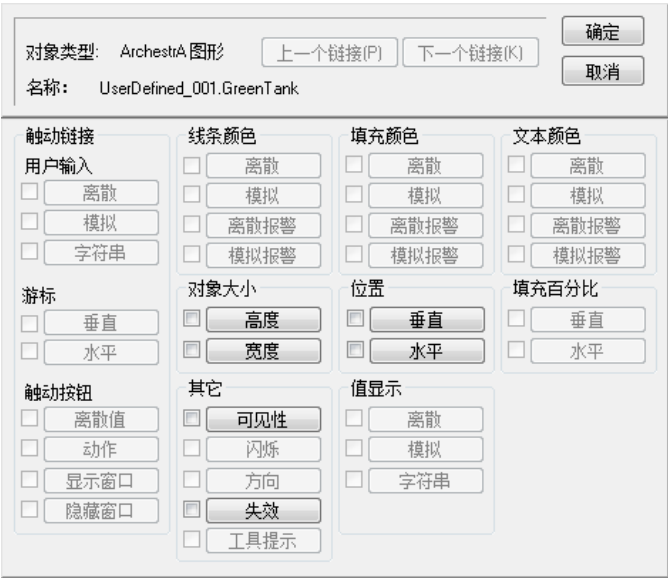 对象类型: ArchestrA 图形
上一个链接(P)
下一个链接(K)
确定
取消
名称: UserDefined_001.GreenTank
触动链接
用户输入
离散
模拟
字符串
游标
垂直
水平
触动按钮
离散值
动作
显示窗口
隐藏窗口
线条颜色
离散
模拟
离散报警
模拟报警
对象大小
高度
宽度
其它
可见性
闪烁
方向
失效
工具提示
填充颜色
离散
模拟
离散报警
模拟报警
位置
垂直
水平
值显示
离散
模拟
字符串
文本颜色
离散
模拟
离散报警
模拟报警
填充百分比
垂直
水平